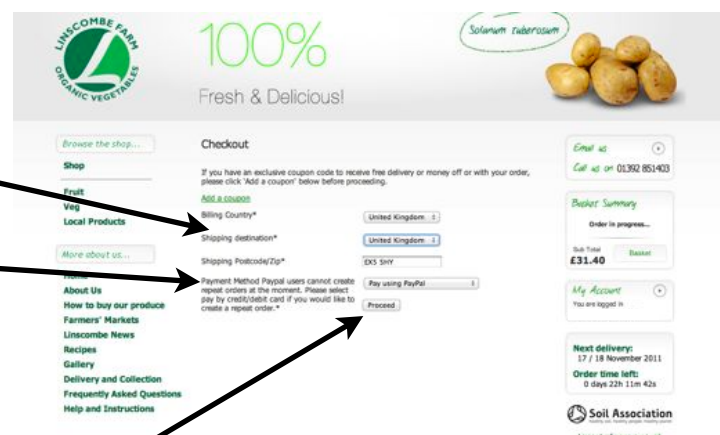 LINSCOMBE FARM
ORGANIC VEGETABLES
100%
Fresh & Delicious!
Solanum tuberosum
Browse the shop...
Shop
Fruit
Veg
Local Products
More about us...
Home
About Us
How to buy our produce
Farmers' Markets
Linscombe News
Recipes
Gallery
Delivery and Collection
Frequently Asked Questions
Help and Instructions
Checkout
If you have an exclusive coupon code to receive free delivery or money off or with your order,
please click 'Add a coupon' below before proceeding.
Add a coupon
Billing Country*
United Kingdom
Shipping destination*
United Kingdom
Shipping Postcode/Zip*
EX5 5HY
Payment Method Paypal users cannot create
repeat orders at the moment. Please select
pay by credit/debit card if you would like to
create a repeat order.*
Pay using PayPal
Proceed
Email us
Call us on 01392 851403
Basket Summary
Order in progress...
Sub Total
£31.40
Basket
My Account
You are logged in
Next delivery:
17 / 18 November 2011
Order time left:
0 days 22h 11m 42s
Soil Association
healthy soil, healthy people, healthy planet